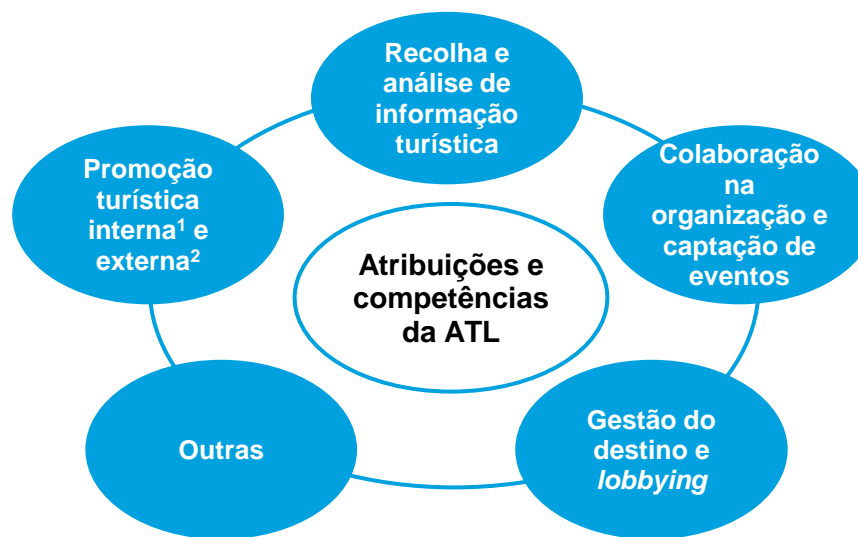 Recolha e
análise de
informação
turística
Promoção
turística
interna¹ e
externa²
Colaboração
na
organização e
captação de
eventos
Atribuições e
competências
da ATL
Outras
Gestão do
destino e
lobbying